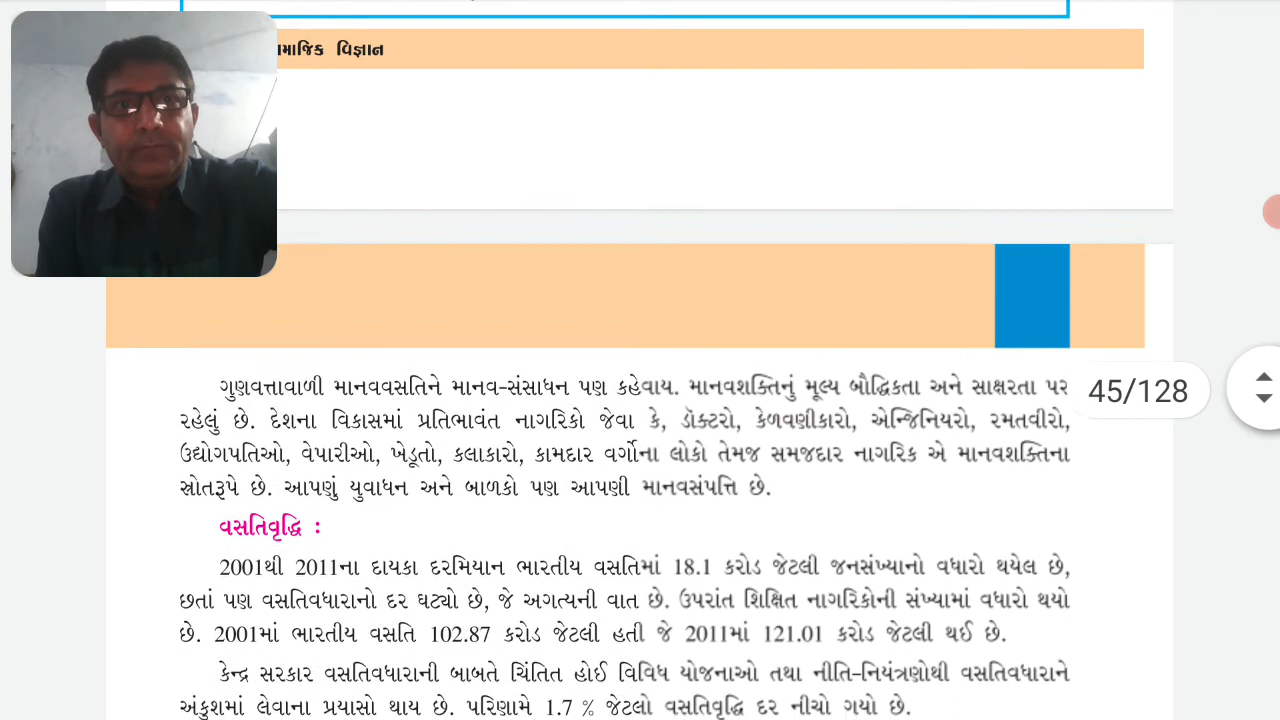 સામાજિક વિજ્ઞાન
ગુણવત્તાવાળી માનવવસતિને માનવ-સંસાધન પણ કહેવાય. માનવશક્તિનું મૂલ્ય બૌદ્ધિકતા અને સાક્ષરતા પર
રહેલું છે. દેશના વિકાસમાં પ્રતિભાવંત નાગરિકો જેવા કે, ડૉક્ટરો, કેળવણીકારો, એન્જિનિયરો, રમતવીરો,
ઉદ્યોગપતિઓ, વેપારીઓ, ખેડૂતો, કલાકારો, કામદાર વર્ગોના લોકો તેમજ સમજદાર નાગરિક એ માનવશક્તિના
સ્રોતરૂપે છે. આપણું યુવાધન અને બાળકો પણ આપણી માનવસંપત્તિ છે.
45/128
વસતિવૃદ્ધિ :
2001થી 2011ના દાયકા દરમિયાન ભારતીય વસતિમાં 18.1 કરોડ જેટલી જનસંખ્યાનો વધારો થયેલ છે,
છતાં પણ વસતિવધારાનો દર ઘટ્યો છે, જે અગત્યની વાત છે. ઉપરાંત શિક્ષિત નાગરિકોની સંખ્યામાં વધારો થયો
છે. 2001માં ભારતીય વસતિ 102.87 કરોડ જેટલી હતી જે 2011માં 121.01 કરોડ જેટલી થઈ છે.
કેન્દ્ર સરકાર વસતિવધારાની બાબતે ચિંતિત હોઈ વિવિધ યોજનાઓ તથા નીતિ-નિયંત્રણોથી વસતિવધારાને
અંકુશમાં લેવાના પ્રયાસો થાય છે. પરિણામે 1.7 % જેટલો વસતિવૃદ્ધિ દર નીચો ગયો છે.